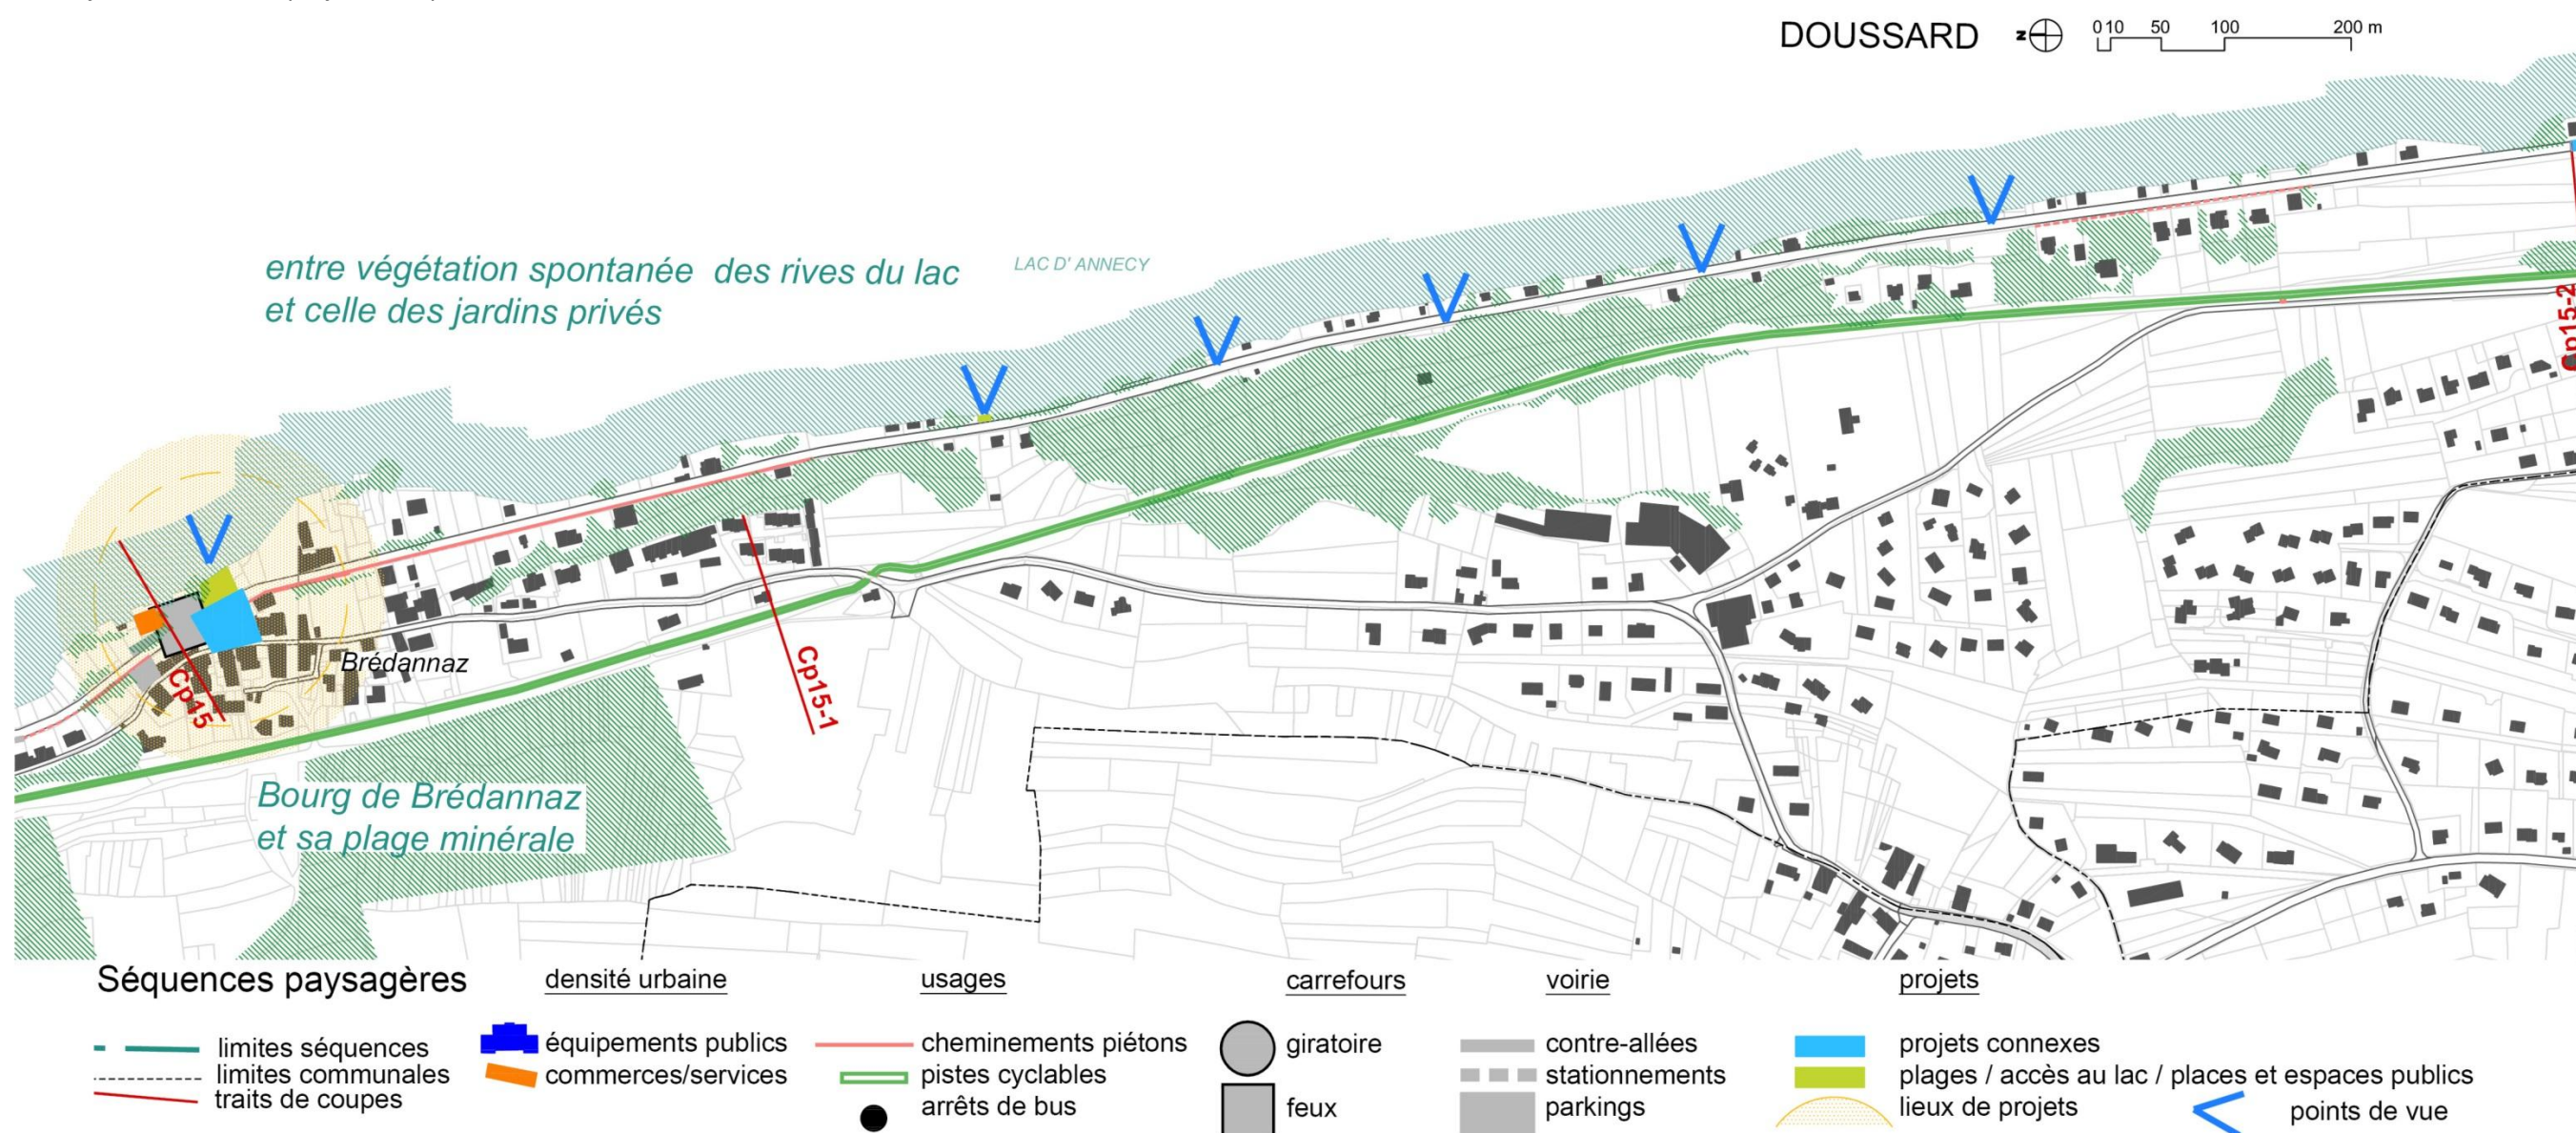 DOUSSARD
N
0 10 50 100 200 m
entre végétation spontanée des rives du lac
et celle des jardins privés
LAC D' ANNECY
Cp15-2
Brédannaz
Cp15
Cp15-1
Bourg de Brédannaz
et sa plage minérale
Séquences paysagères
limites séquences
limites communales
traits de coupes
densité urbaine
équipements publics
commerces/services
usages
cheminements piétons
pistes cyclables
arrêts de bus
carrefours
giratoire
feux
voirie
contre-allées
stationnements
parkings
projets
projets connexes
plages / accès au lac / places et espaces publics
lieux de projets
points de vue